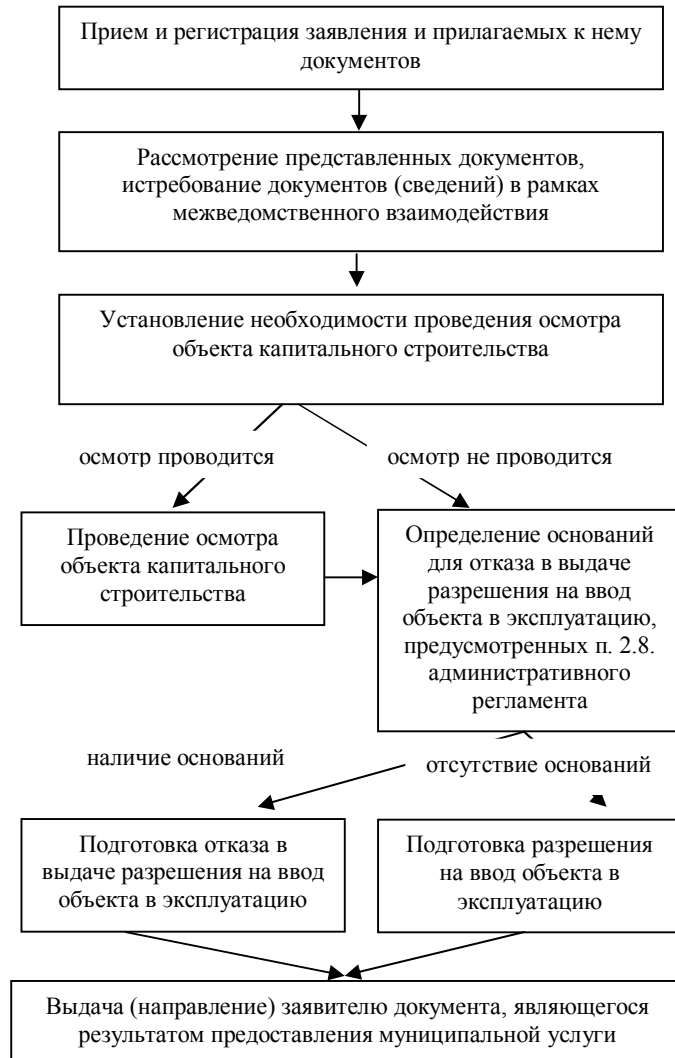 Прием и регистрация заявления и прилагаемых к нему
документов
Рассмотрение представленных документов,
истребование документов (сведений) в рамках
межведомственного взаимодействия
Установление необходимости проведения осмотра
объекта капитального строительства
осмотр проводится
осмотр не проводится
Проведение осмотра
объекта капитального
строительства
Определение оснований
для отказа в выдаче
разрешения на ввод
объекта в эксплуатацию,
предусмотренных п. 2.8.
административного
регламента
наличие оснований
отсутствие оснований
Подготовка отказа в
выдаче разрешения на ввод
объекта в эксплуатацию
Подготовка разрешения
на ввод объекта в
эксплуатацию
Выдача (направление) заявителю документа, являющегося
результатом предоставления муниципальной услуги